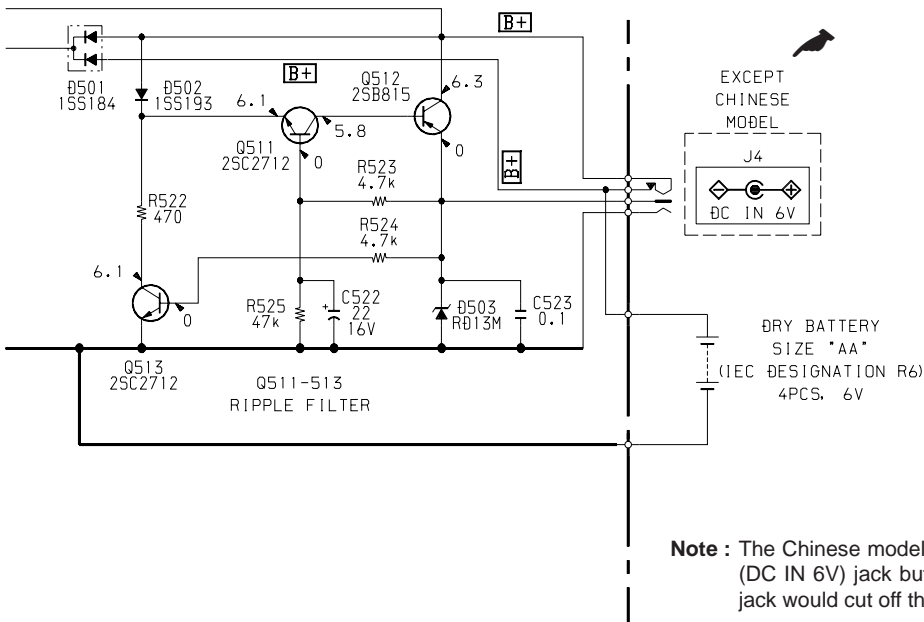 B+
D501
1SS184
D502
1SS193
B+
6.1
Q511
2SC2712
5.8
0
Q512
2SB815
6.3
0
B+
EXCEPT
CHINESE
MODEL
J4
DC IN 6V
R523
4.7k
R524
4.7k
R522
470
6.1
0
Q513
2SC2712
R525
47k
+
C522
22
16V
D503
RD13M
C523
0.1
Q511-513
RIPPLE FILTER
DRY BATTERY
SIZE "AA"
(IEC DESIGNATION R6)
4PCS, 6V
Note : The Chinese model
(DC IN 6V) jack but
jack would cut off th